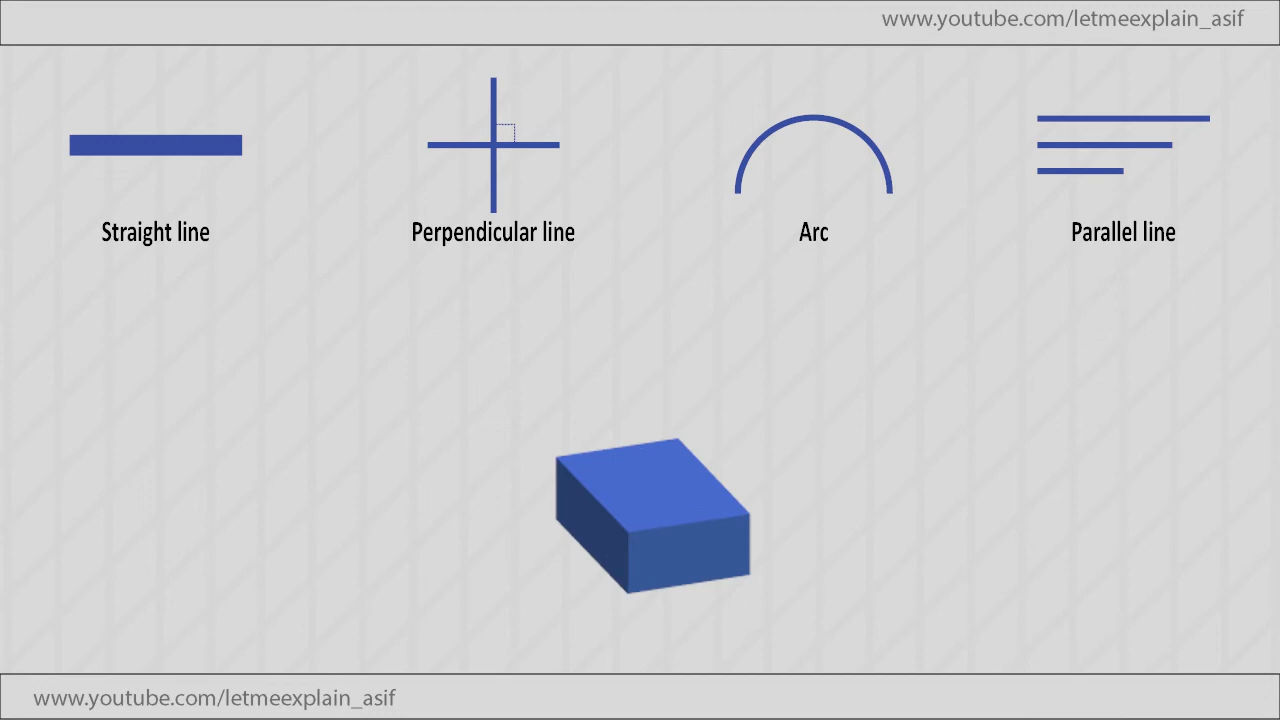 www.youtube.com/letmeexplain_asif
Straight line
Perpendicular line
Arc
Parallel line
www.youtube.com/letmeexplain_asif